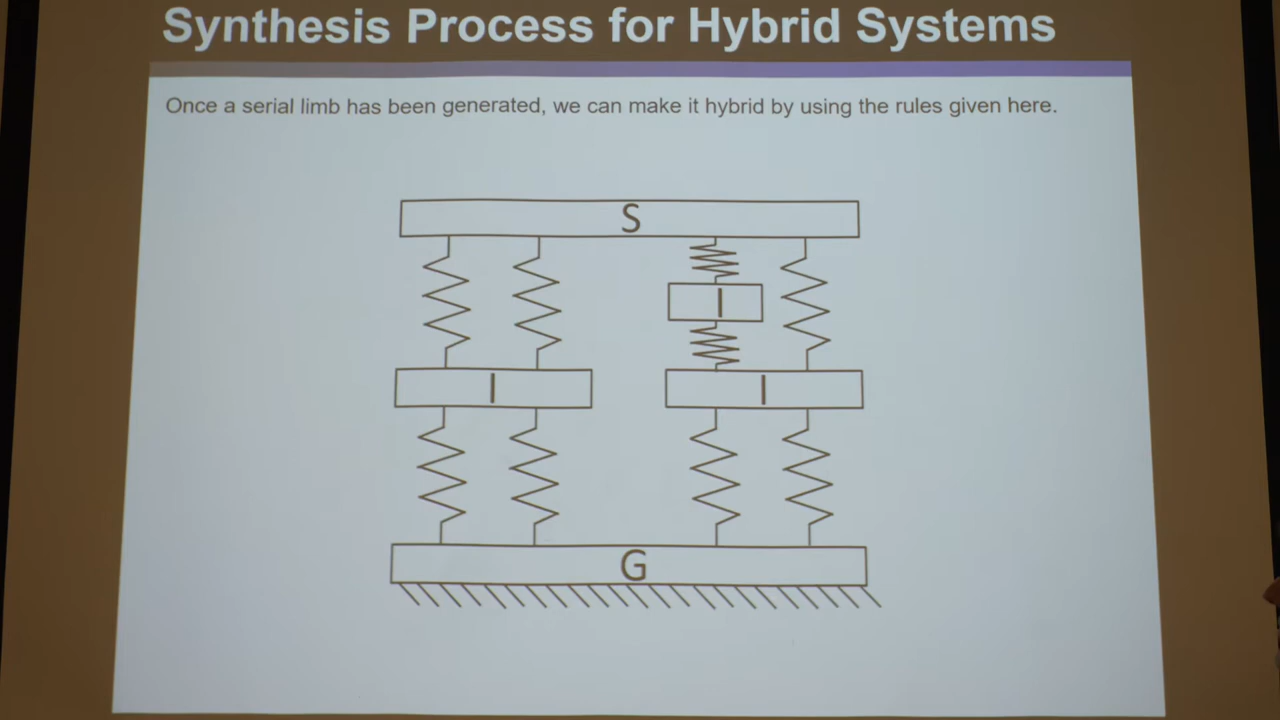 Synthesis Process for Hybrid Systems
Once a serial limb has been generated, we can make it hybrid by using the rules given here.
S
I
I
I
G